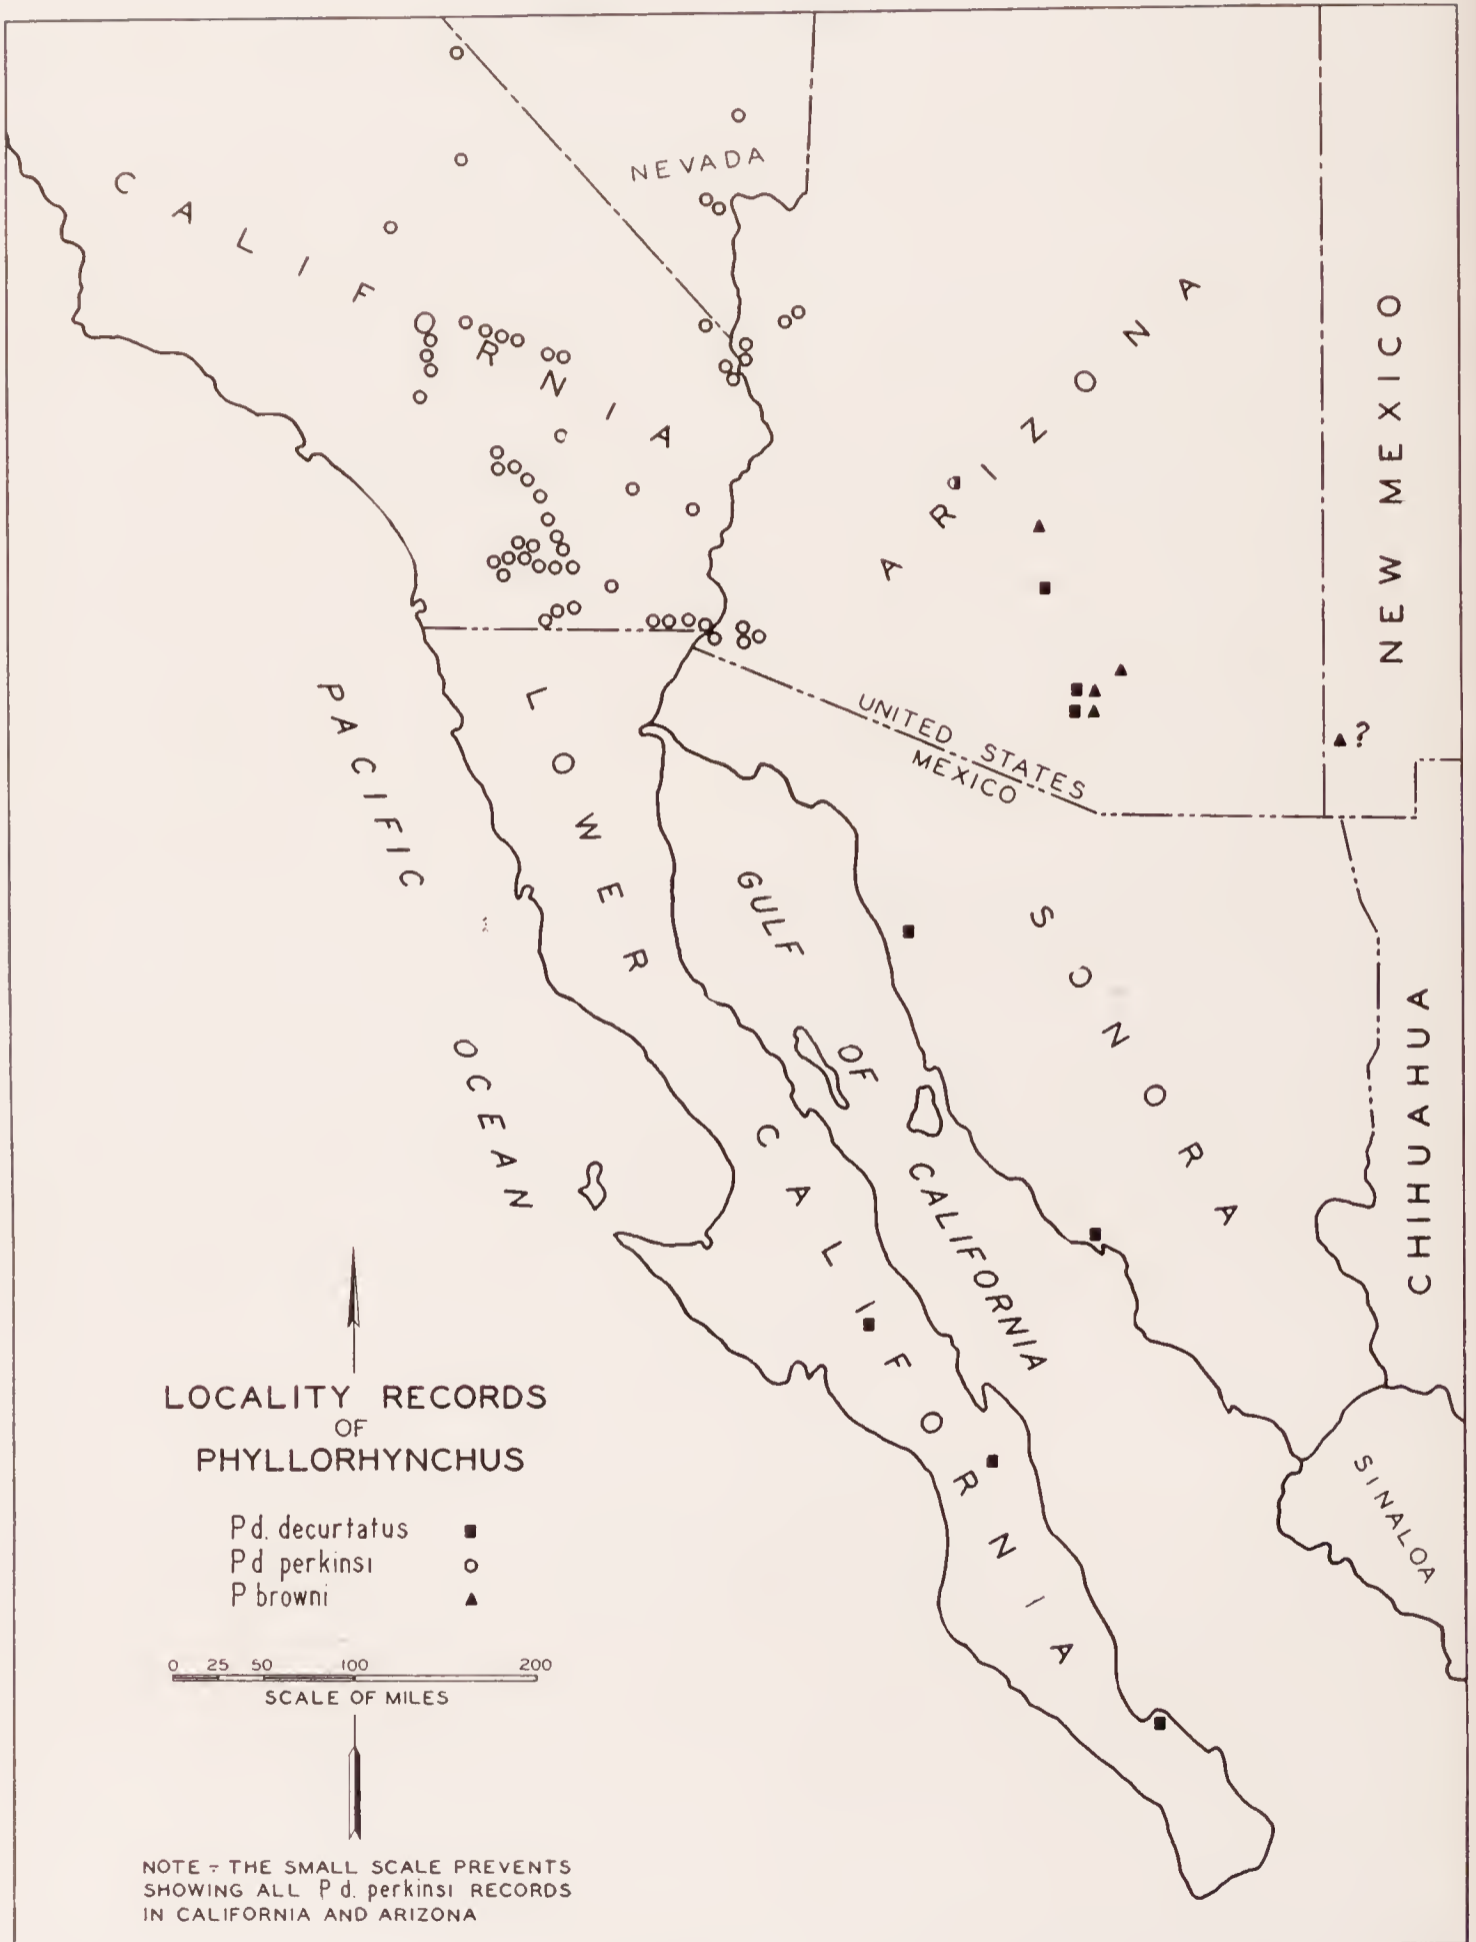 NEVADA
CALIFORNIA
ARIZONA
NEW MEXICO
UNITED STATES
MEXICO
?
PACIFIC
OCEAN
LOWER
CALIFORNIA
GULF
OF
CALIFORNIA
SONORA
CHIHUAHUA
SINALOA
LOCALITY RECORDS
OF
PHYLLORHYNCHUS
Pd. decurtatus
Pd perkinsi
P browni
0 25 50 100 200
SCALE OF MILES
NOTE - THE SMALL SCALE PREVENTS
SHOWING ALL Pd. perkinsi RECORDS
IN CALIFORNIA AND ARIZONA